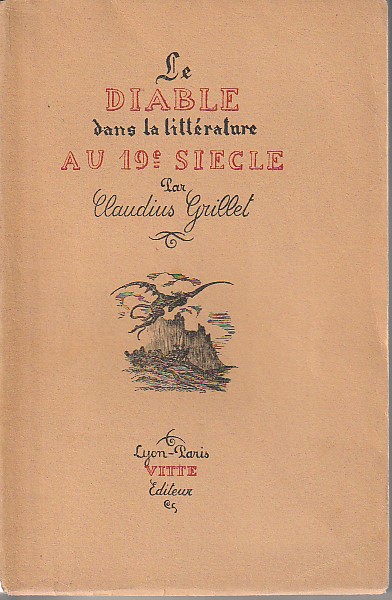 Le
DIABLE
dans la littérature
AU 19e SIECLE
Par
Claudius Grillet
Lyon-Paris
VITTE
Editeur